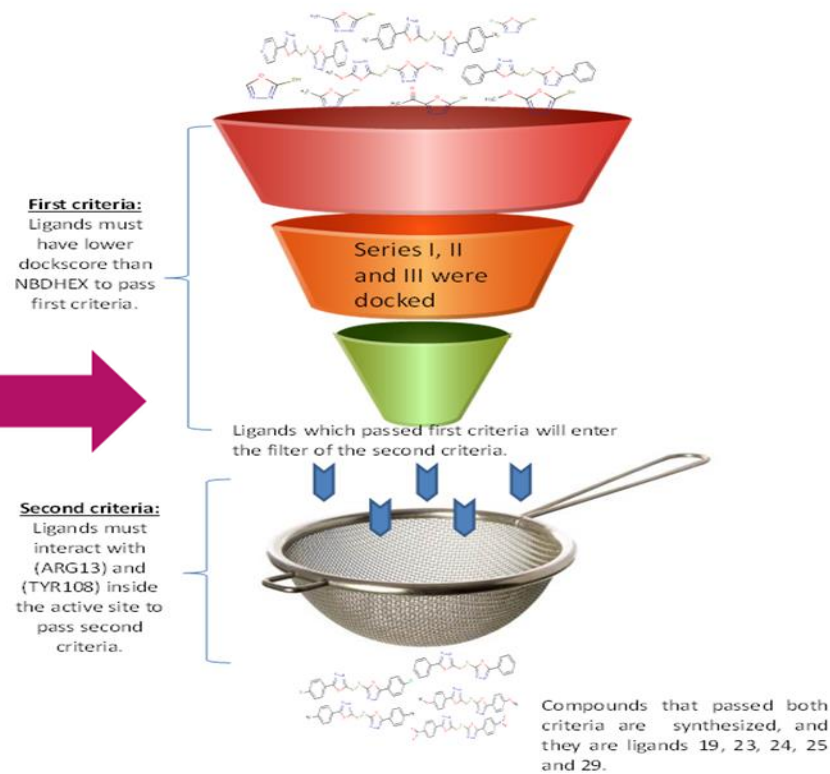 First criteria:
Ligands must
have lower
dockscore than
NBDHEX to pass
first criteria.
Series I, II
and III were
docked
Ligands which passed first criteria will enter
the filter of the second criteria.
Second criteria:
Ligands must
interact with
(ARG13) and
(TYR108) inside
the active site to
pass second
criteria.
Compounds that passed both
criteria are synthesized, and
they are ligands 19, 23, 24, 25
and 29.